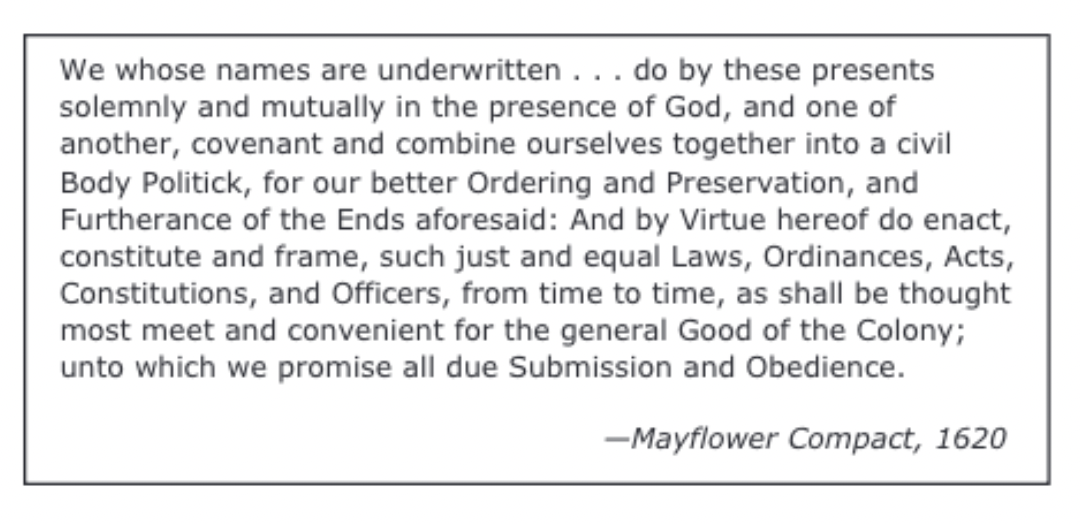 We whose names are underwritten . . . do by these presents
solemnly and mutually in the presence of God, and one of
another, covenant and combine ourselves together into a civil
Body Politick, for our better Ordering and Preservation, and
Furtherance of the Ends aforesaid: And by Virtue hereof do enact,
constitute and frame, such just and equal Laws, Ordinances, Acts,
Constitutions, and Officers, from time to time, as shall be thought
most meet and convenient for the general Good of the Colony;
unto which we promise all due Submission and Obedience.
—Mayflower Compact, 1620